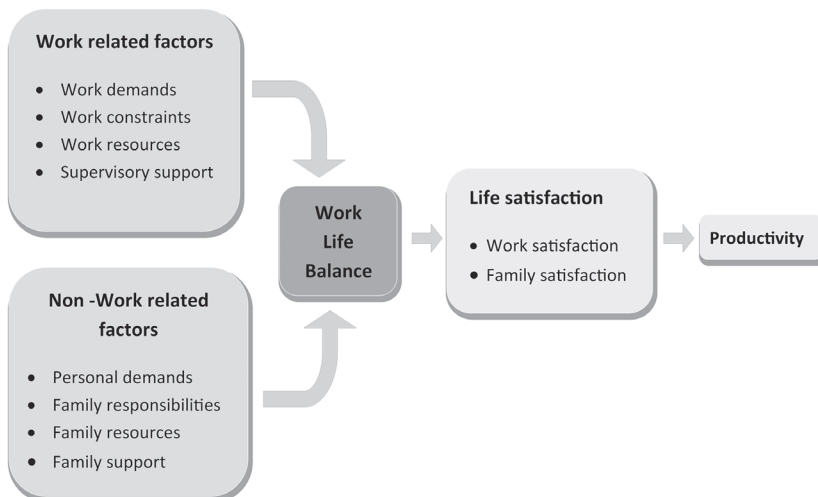 Work related factors
• Work demands
• Work constraints
• Work resources
• Supervisory support
Non -Work related
factors
• Personal demands
• Family responsibilities
• Family resources
• Family support
Work
Life
Balance
Life satisfaction
• Work satisfaction
• Family satisfaction
Productivity